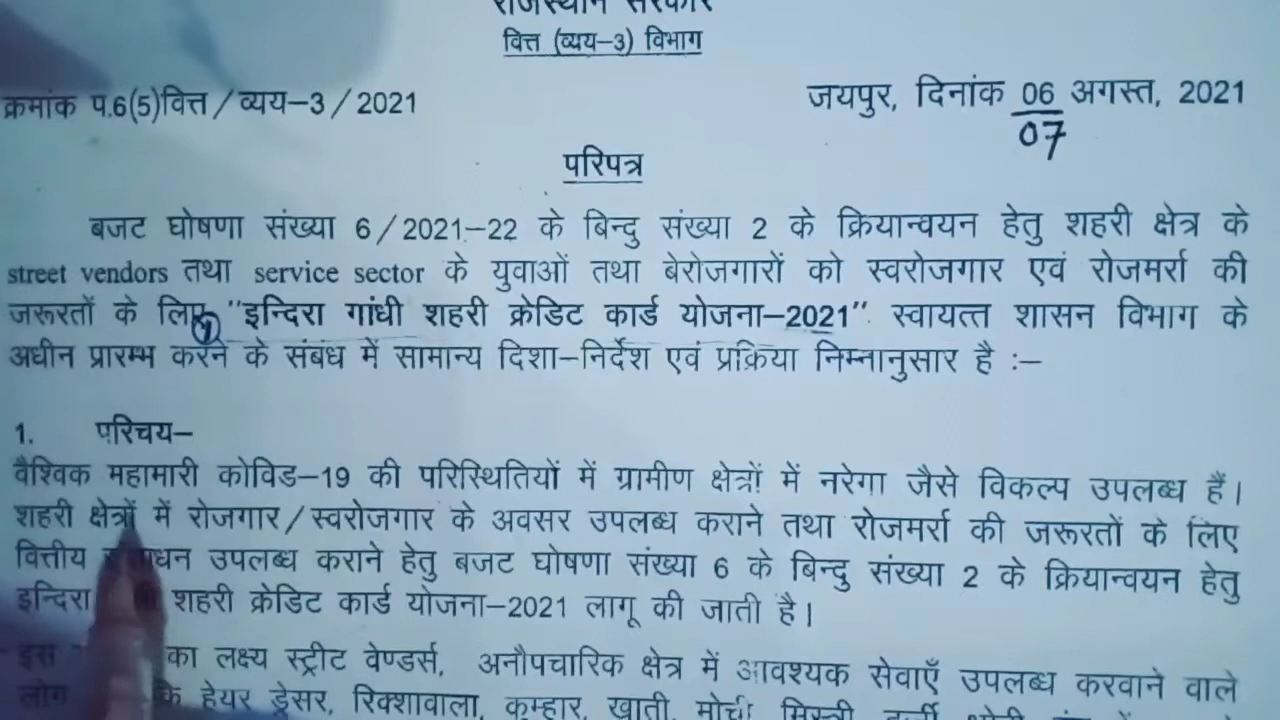 राजस्थान सरकार
वित्त (व्यय–3) विभाग
क्रमांक प.6(5)वित्त/व्यय–3/2021
जयपुर, दिनांक 06 अगस्त, 2021
07
परिपत्र
बजट घोषणा संख्या 6/2021–22 के बिन्दु संख्या 2 के क्रियान्वयन हेतु शहरी क्षेत्र के
street vendors तथा service sector के युवाओं तथा बेरोजगारों को स्वरोजगार एवं रोजमर्रा की
जरूरतों के लिए "इन्दिरा गांधी शहरी क्रेडिट कार्ड योजना–2021" स्वायत्त शासन विभाग के
अधीन प्रारम्भ करने के संबंध में सामान्य दिशा–निर्देश एवं प्रक्रिया निम्नानुसार है :–
1. परिचय–
वैश्विक महामारी कोविड–19 की परिस्थितियों में ग्रामीण क्षेत्रों में नरेगा जैसे विकल्प उपलब्ध हैं।
शहरी क्षेत्रों में रोजगार/स्वरोजगार के अवसर उपलब्ध कराने तथा रोजमर्रा की जरूरतों के लिए
वित्तीय उपलब्ध कराने हेतु बजट घोषणा संख्या 6 के बिन्दु संख्या 2 के क्रियान्वयन हेतु
इन्दिरा शहरी क्रेडिट कार्ड योजना–2021 लागू की जाती है।
इस का लक्ष्य स्ट्रीट वेण्डर्स, अनौपचारिक क्षेत्र में आवश्यक सेवाएँ उपलब्ध करवाने वाले
लोग हेयर ड्रेसर, रिक्शावाला, कुम्हार, खाती, मोची, मिस्त्री,